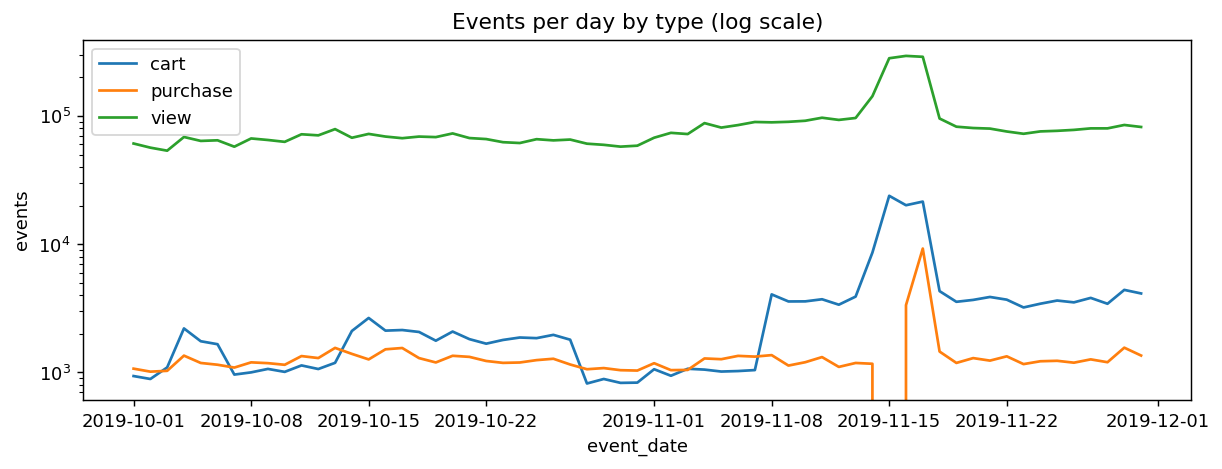 Events per day by type (log scale)
cart
purchase
view
events
10^5
10^4
10^3
2019-10-01 2019-10-08 2019-10-15 2019-10-22 2019-11-01 2019-11-08 2019-11-15 2019-11-22 2019-12-01
event_date